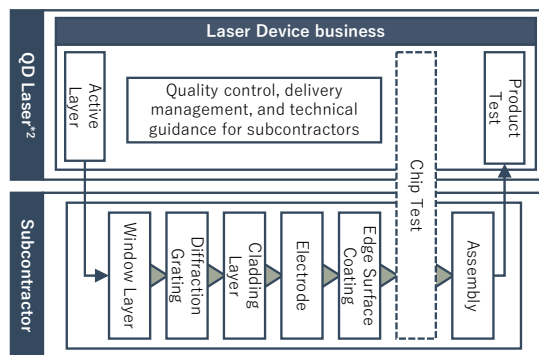 Laser Device business
QD Laser*2
Active
Layer
Quality control, delivery
management, and technical
guidance for subcontractors
Chip Test
Product
Test
Subcontractor
Window Layer
Diffraction
Grating
Cladding
Layer
Electrode
Edge Surface
Coating
Assembly